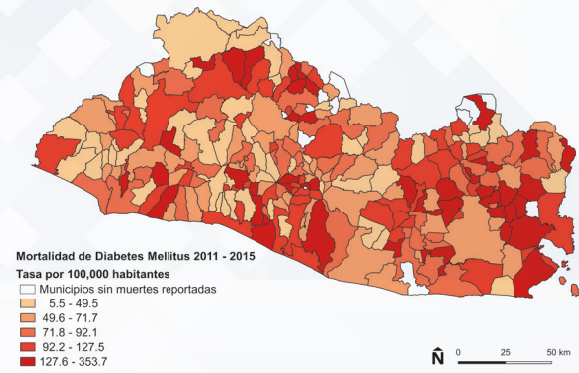 Mortalidad de Diabetes Mellitus 2011 - 2015
Tasa por 100,000 habitantes
Municipios sin muertes reportadas
5.5 - 49.5
49.6 - 71.7
71.8 - 92.1
92.2 - 127.5
127.6 - 353.7
N
0 25 50 km